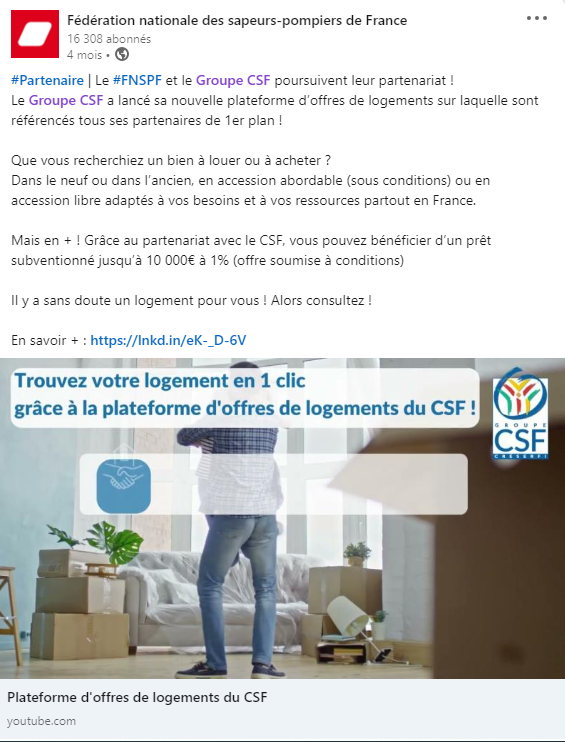 Fédération nationale des sapeurs-pompiers de France
16 308 abonnés
4 mois •
#Partenaire | Le #FNSPF et le Groupe CSF poursuivent leur partenariat !
Le Groupe CSF a lancé sa nouvelle plateforme d'offres de logements sur laquelle sont
référencés tous ses partenaires de 1er plan !
Que vous recherchiez un bien à louer ou à acheter ?
Dans le neuf ou dans l'ancien, en accession abordable (sous conditions) ou en
accession libre adaptés à vos besoins et à vos ressources partout en France.
Mais en + ! Grâce au partenariat avec le CSF, vous pouvez bénéficier d'un prêt
subventionné jusqu'à 10 000€ à 1% (offre soumise à conditions)
Il y a sans doute un logement pour vous ! Alors consultez !
En savoir + : https://lnkd.in/eK-_D-6V
Trouvez votre logement en 1 clic
grâce à la plateforme d'offres de logements du CSF !
GROUPE
CSF
CRESERFI
Plateforme d'offres de logements du CSF
youtube.com